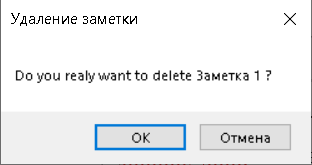 Удаление заметки
Do you realy want to delete Заметка 1 ?
OK
Отмена